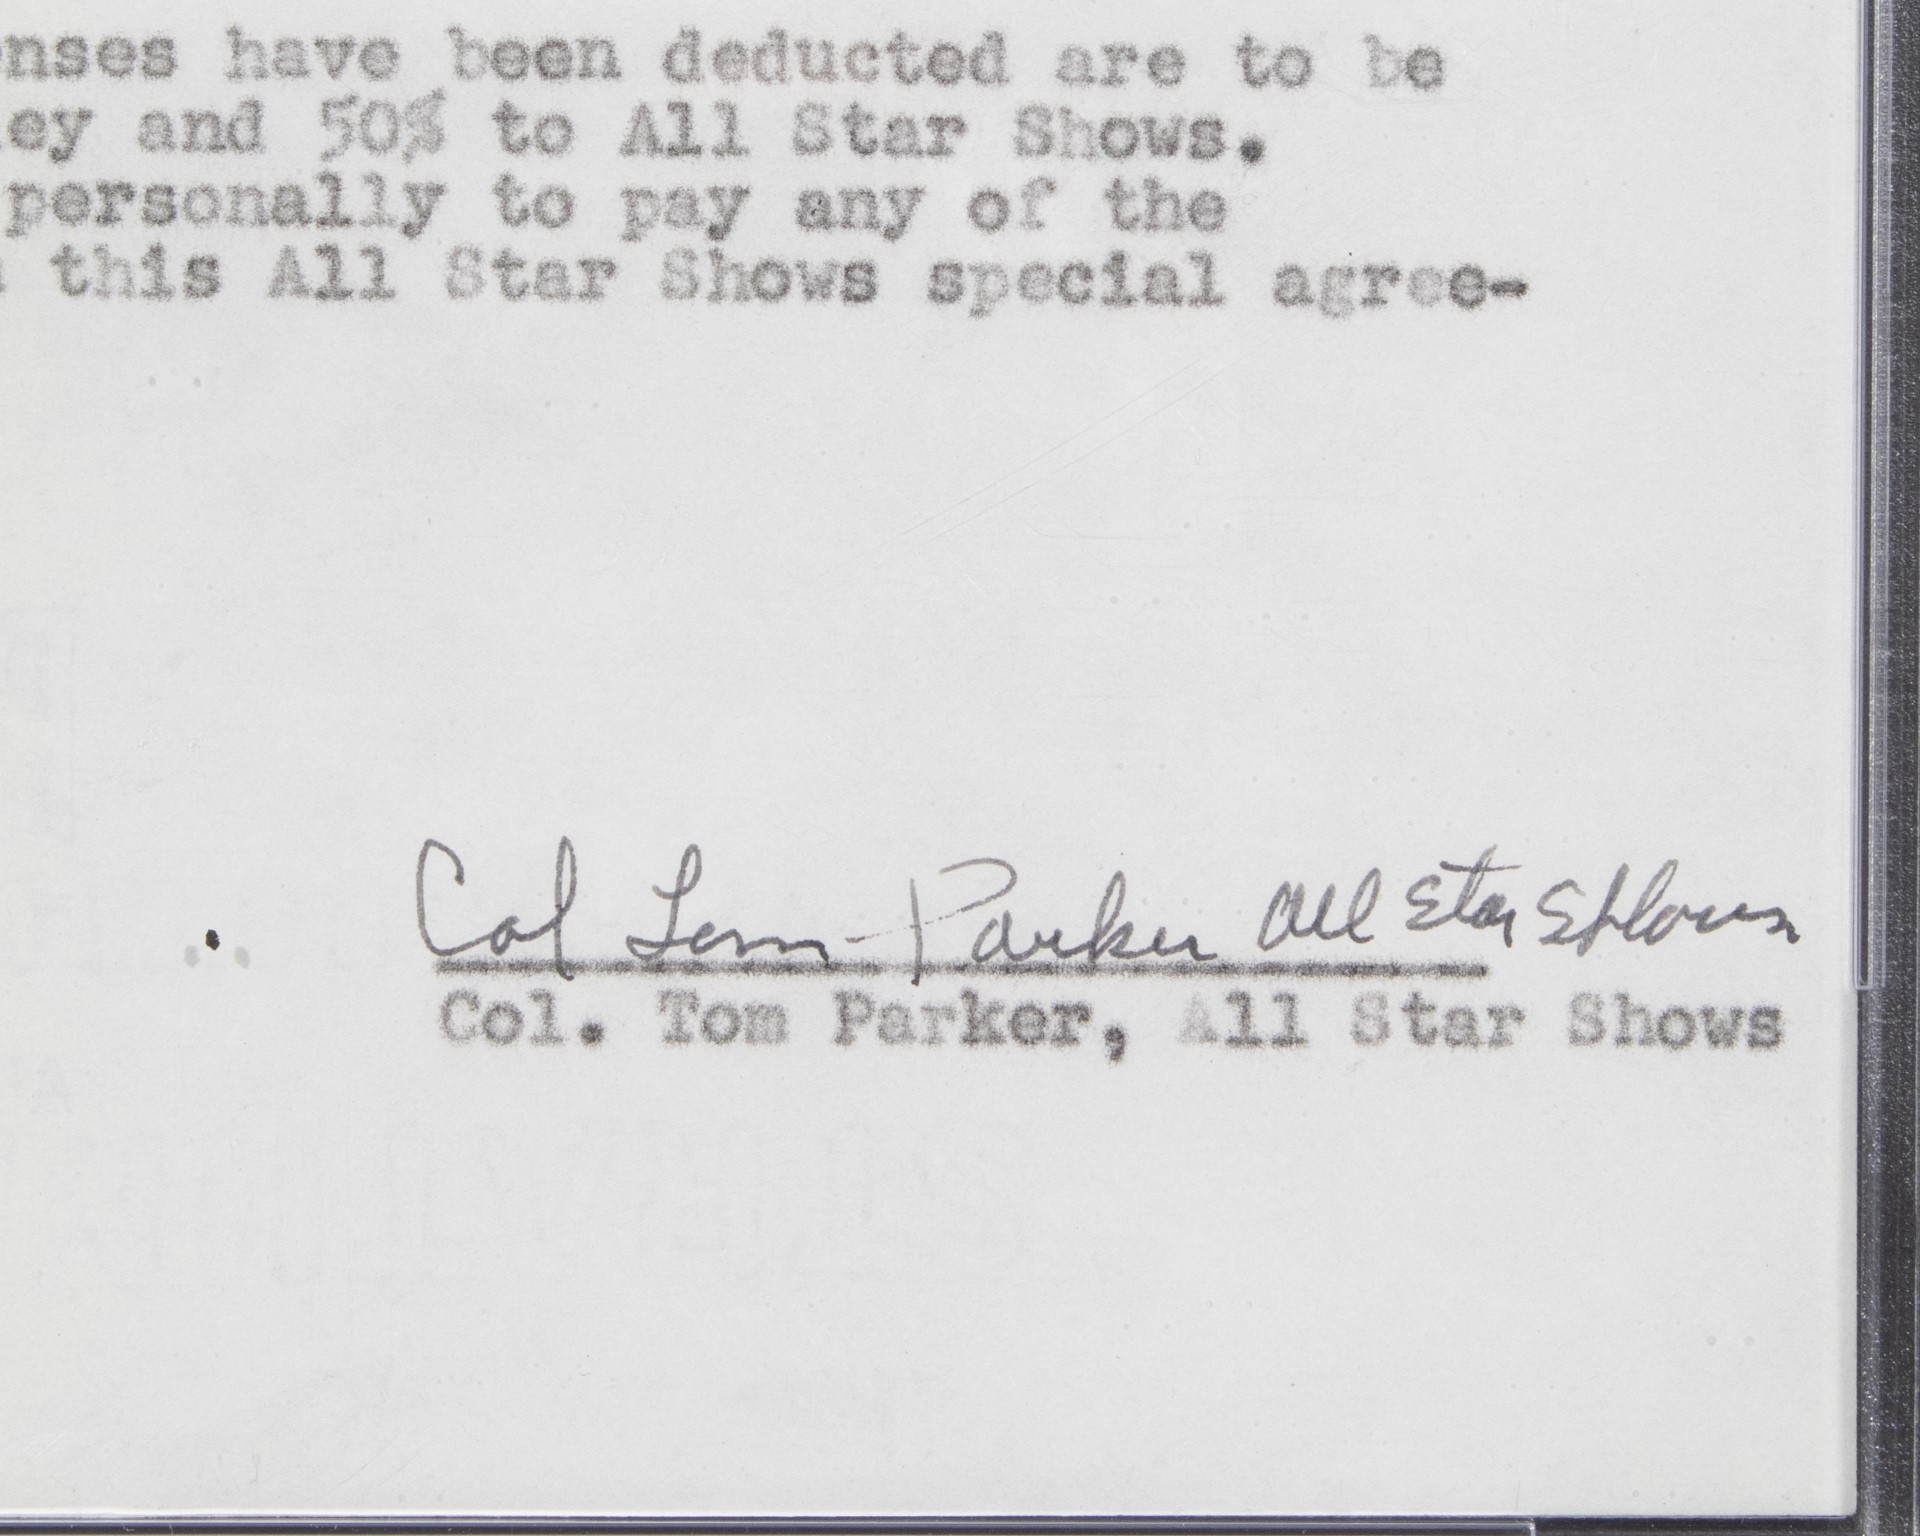 enses have been deducted are to be
ley and 50% to All Star Shows.
personally to pay any of the
this All Star Shows special agree-
Col Tom Parker All Star Shows
Col. Tom Parker, All Star Shows